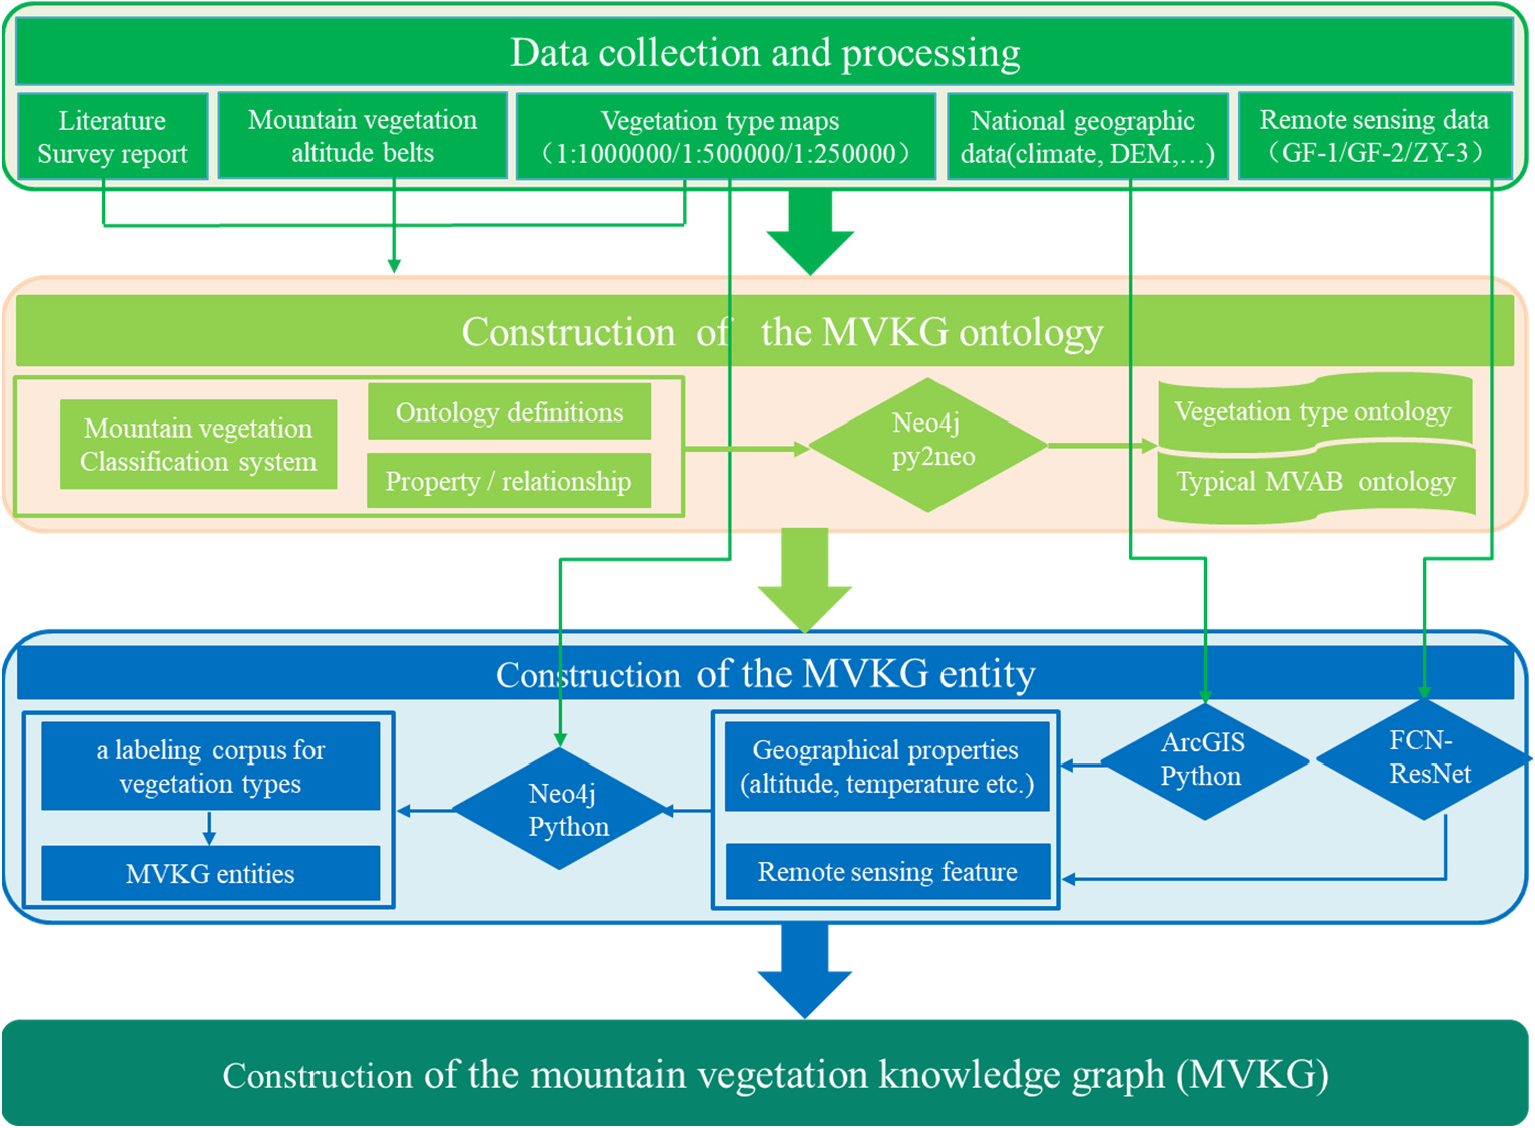 Data collection and processing
Literature
Survey report
Mountain vegetation
altitude belts
Vegetation type maps
（1:1000000/1:500000/1:250000）
National geographic
data(climate, DEM,…)
Remote sensing data
（GF-1/GF-2/ZY-3）
Construction of the MVKG ontology
Mountain vegetation
Classification system
Ontology definitions
Property / relationship
Neo4j
py2neo
Vegetation type ontology
Typical MVAB ontology
Construction of the MVKG entity
a labeling corpus for
vegetation types
MVKG entities
Neo4j
Python
Geographical properties
(altitude, temperature etc.)
Remote sensing feature
ArcGIS
Python
FCN-
ResNet
Construction of the mountain vegetation knowledge graph (MVKG)